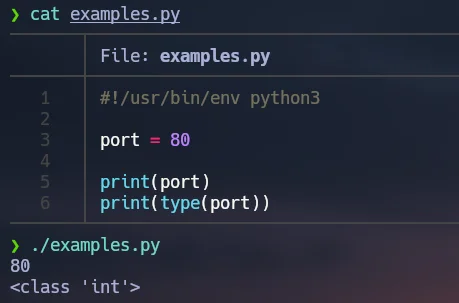 ❯ cat examples.py
File: examples.py
1 #!/usr/bin/env python3
2
3 port = 80
4
5 print(port)
6 print(type(port))
❯ ./examples.py
80
<class 'int'>